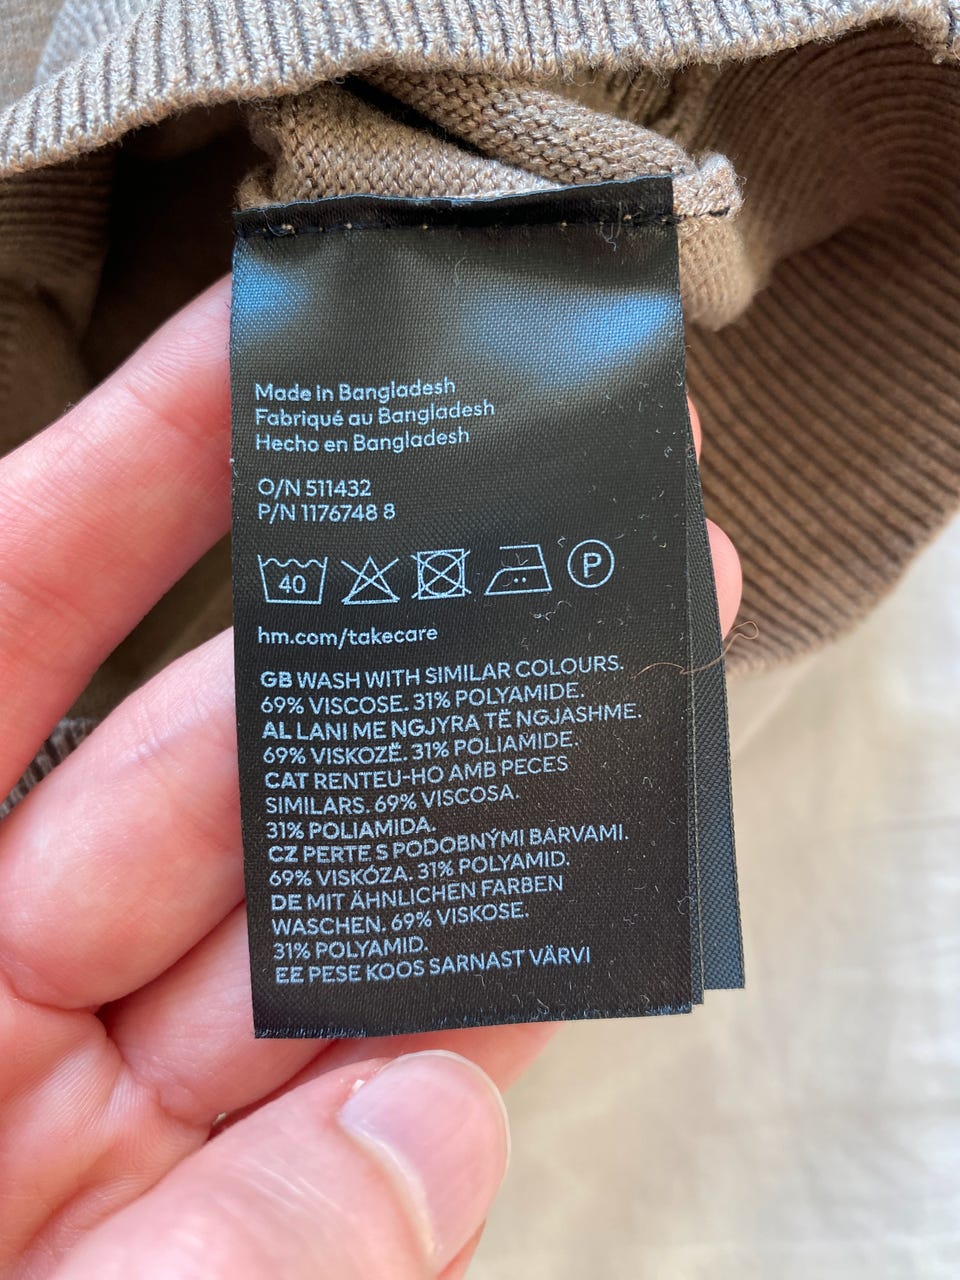 Made in Bangladesh
Fabriqué au Bangladesh
Hecho en Bangladesh
O/N 511432
P/N 1176748 8
40 P
hm.com/takecare
GB WASH WITH SIMILAR COLOURS.
69% VISCOSE. 31% POLYAMIDE.
AL LANI ME NGJYRA TË NGJASHME.
69% VISKOZË. 31% POLIAMIDE.
CAT RENTEU-HO AMB PECES
SIMILARS. 69% VISCOSA.
31% POLIAMIDA.
CZ PERTE S PODOBNÝMI BARVAMI.
69% VISKÓZA. 31% POLYAMID.
DE MIT ÄHNLICHEN FARBEN
WASCHEN. 69% VISKOSE.
31% POLYAMID.
EE PESE KOOS SARNAST VÄRVI